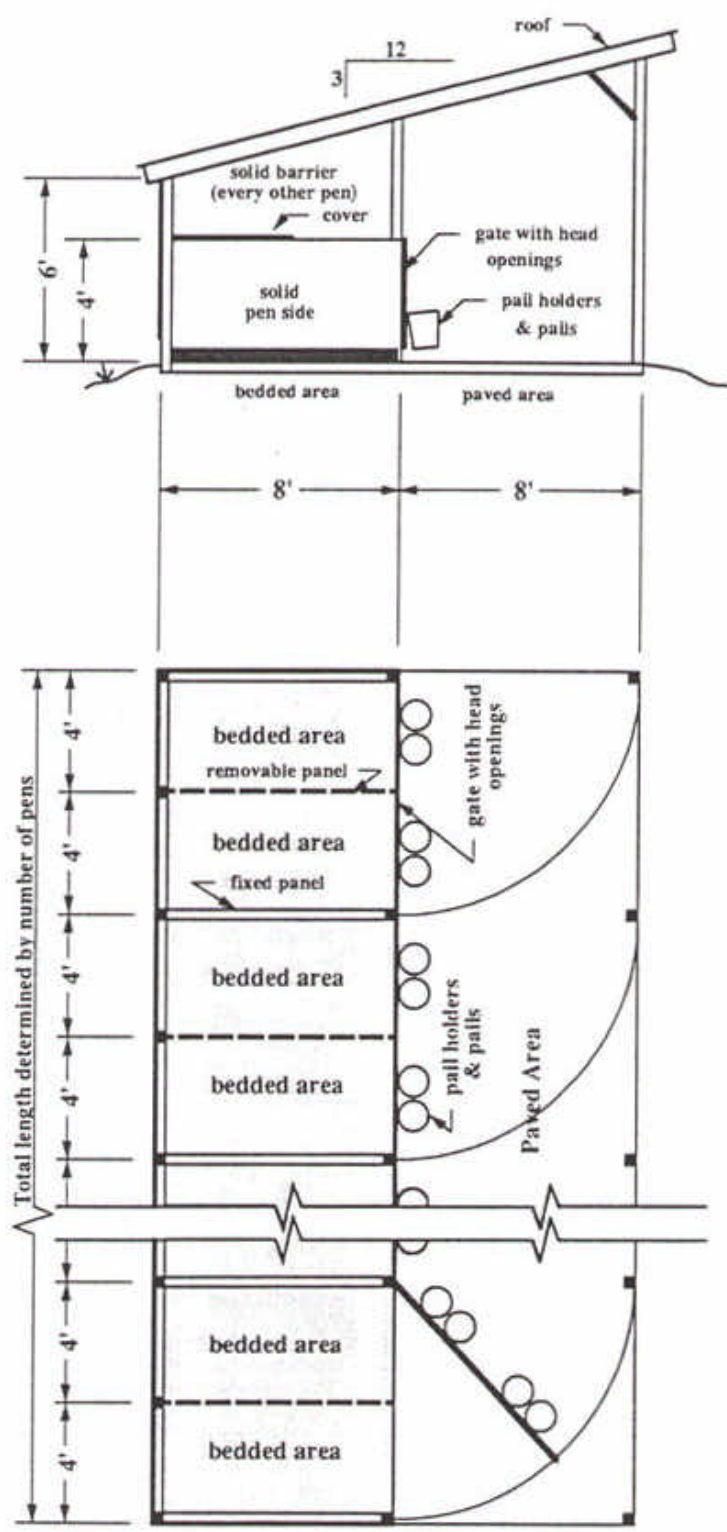 roof
12
3
solid barrier
(every other pen)
cover
gate with head
openings
6'
4'
solid
pen side
pail holders
& pails
bedded area
paved area
8'
8'
Total length determined by number of pens
4'
bedded area
removable panel
gate with head
openings
4'
bedded area
fixed panel
4'
bedded area
pail holders
& pails
Paved Area
4'
bedded area
4'
bedded area
4'
bedded area